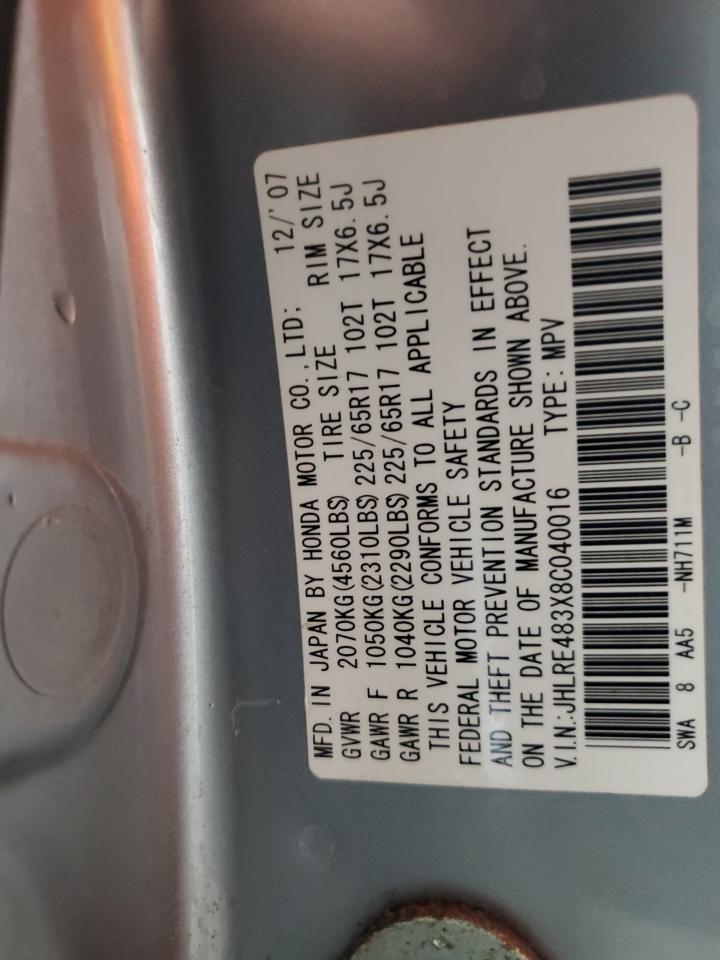 MFD. IN JAPAN BY HONDA MOTOR CO., LTD: 12/'07
GVWR 2070KG(4560LBS) TIRE SIZE RIM SIZE
GAWR F 1050KG(2310LBS) 225/65R17 102T 17X6.5J
GAWR R 1040KG(2290LBS) 225/65R17 102T 17X6.5J
THIS VEHICLE CONFORMS TO ALL APPLICABLE
FEDERAL MOTOR VEHICLE SAFETY
AND THEFT PREVENTION STANDARDS IN EFFECT
ON THE DATE OF MANUFACTURE SHOWN ABOVE.
V.I.N.:JHLRE483X8C040016 TYPE: MPV
SWA 8 AA5 -NH711M -B -C